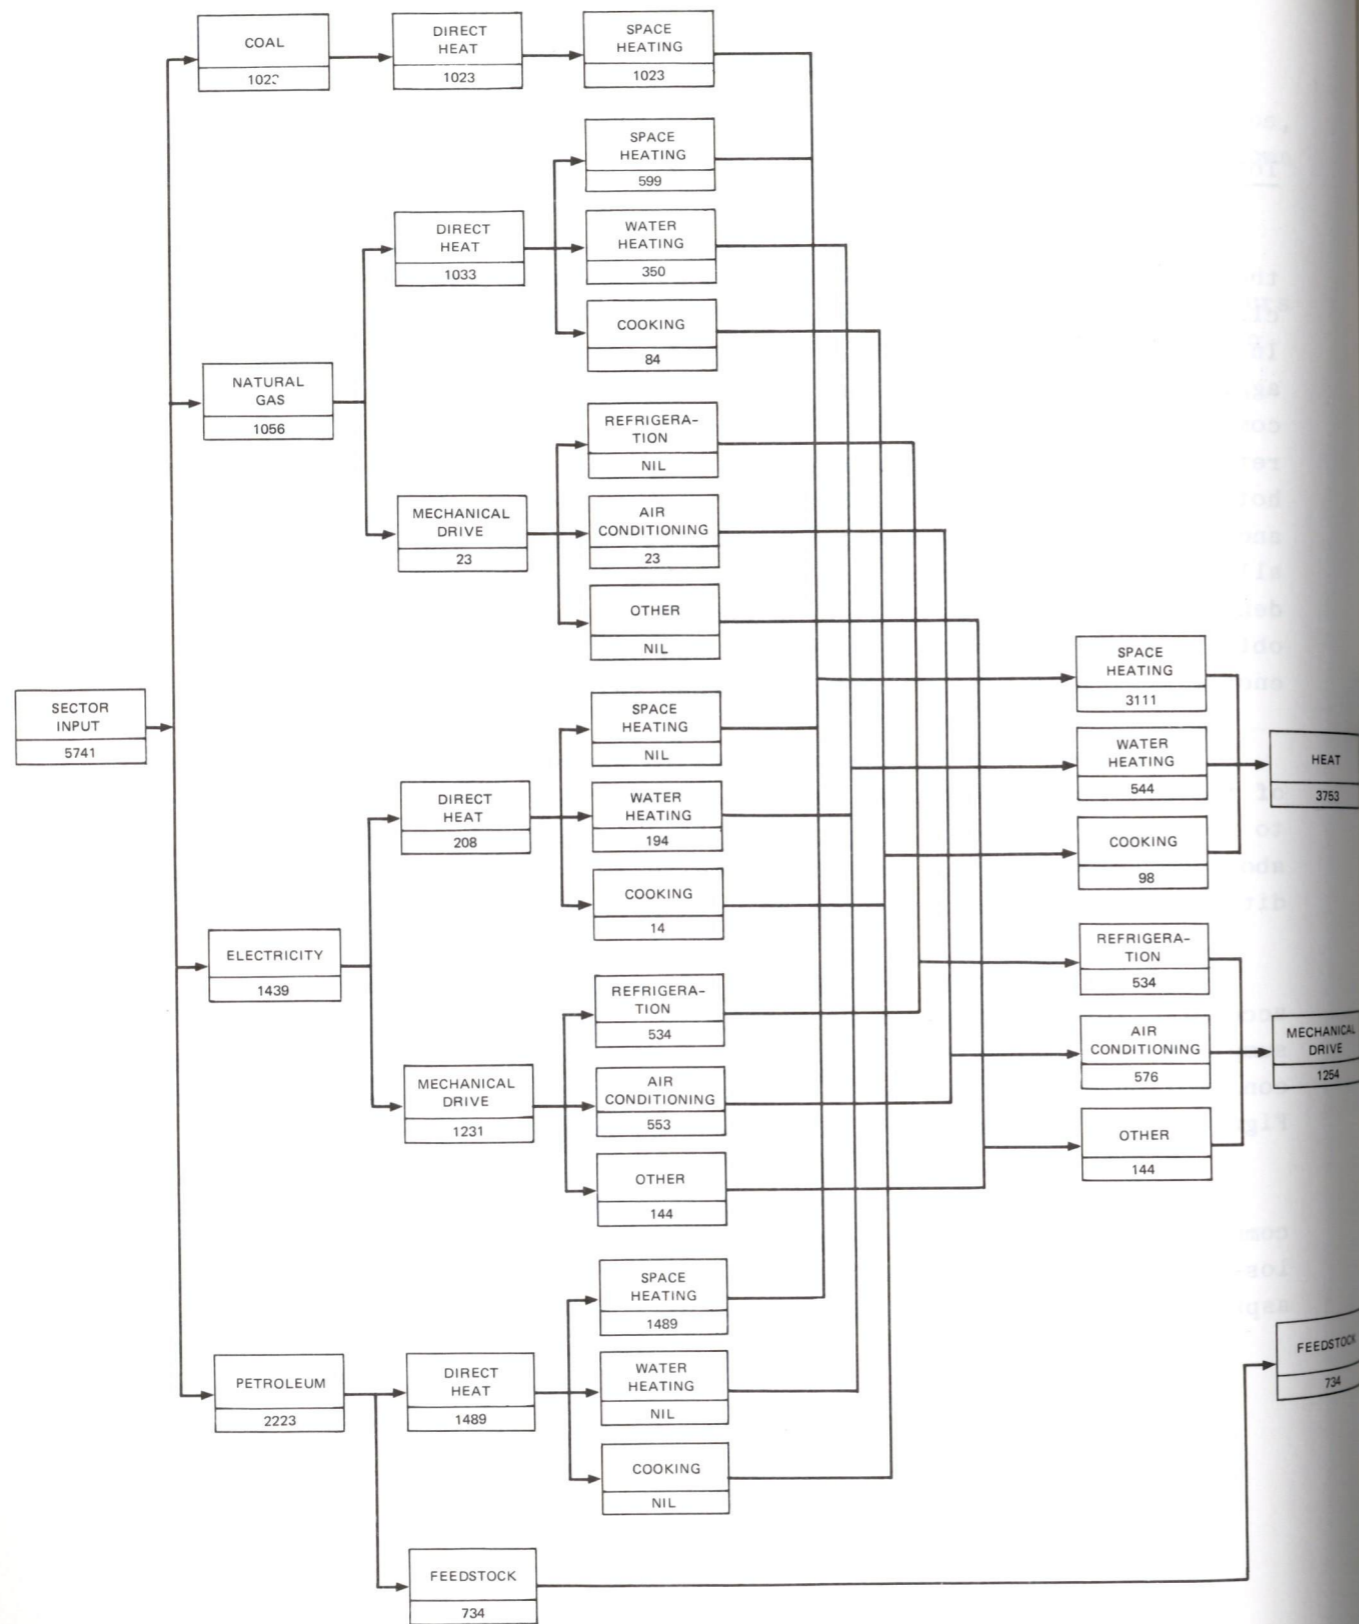 COAL
DIRECT
HEAT
1023
SPACE
HEATING
1023
SPACE
HEATING
599
DIRECT
HEAT
1033
WATER
HEATING
350
COOKING
84
NATURAL
GAS
1056
REFRIGERA-
TION
NIL
MECHANICAL
DRIVE
23
AIR
CONDITIONING
23
OTHER
NIL
SECTOR
INPUT
5741
SPACE
HEATING
NIL
DIRECT
HEAT
208
WATER
HEATING
194
COOKING
14
ELECTRICITY
1439
REFRIGERA-
TION
534
MECHANICAL
DRIVE
1231
AIR
CONDITIONING
553
OTHER
144
SPACE
HEATING
1489
PETROLEUM
2223
DIRECT
HEAT
1489
WATER
HEATING
NIL
COOKING
NIL
FEEDSTOCK
734
SPACE
HEATING
3111
WATER
HEATING
544
COOKING
98
HEAT
3753
REFRIGERA-
TION
534
AIR
CONDITIONING
576
OTHER
144
MECHANICAL
DRIVE
1254
FEEDSTOCK
734